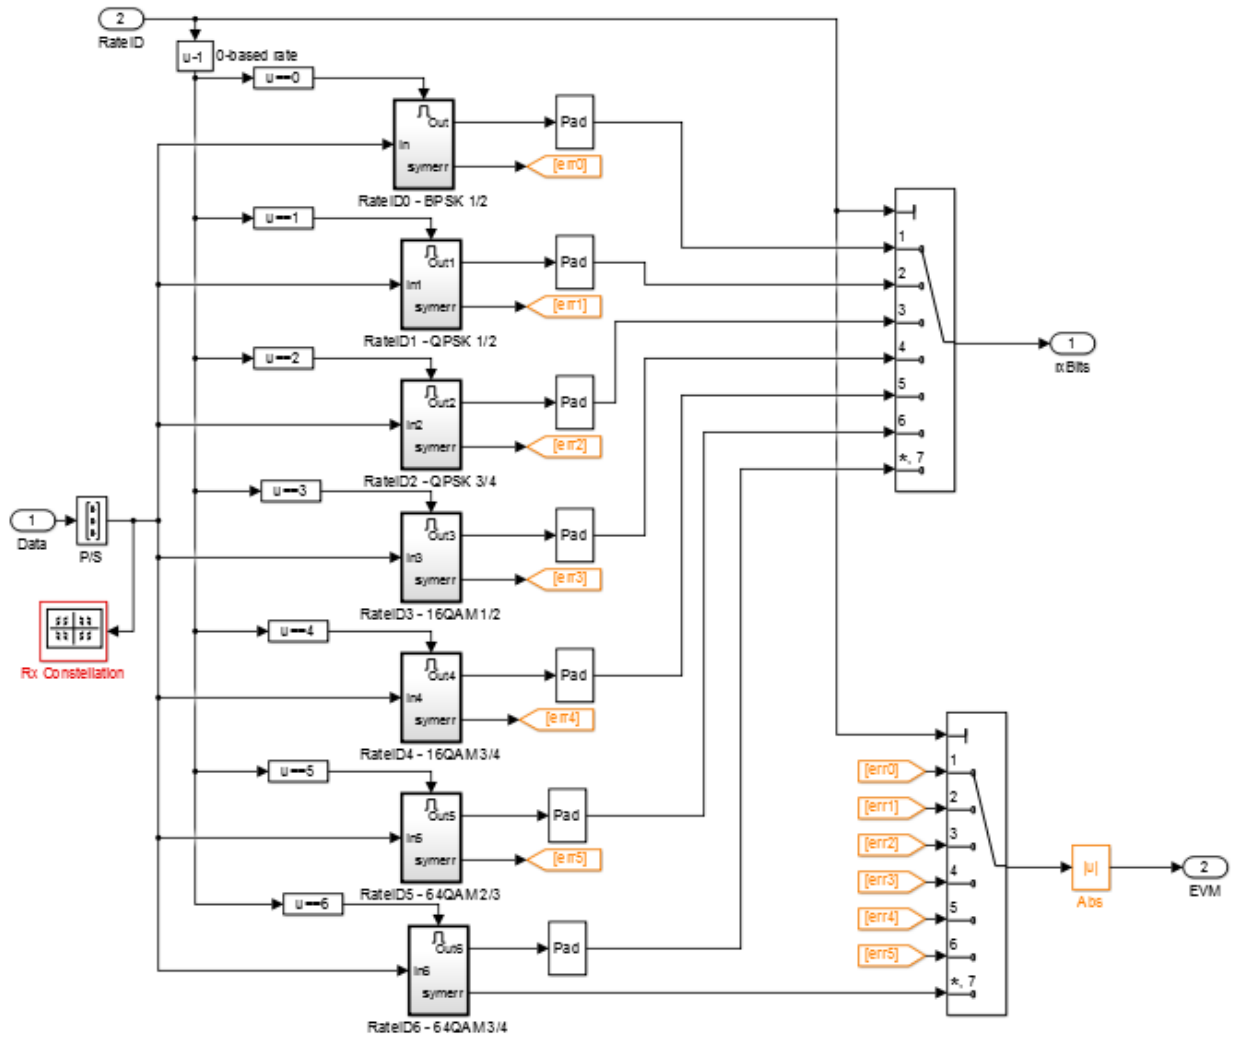 2
RateID
u-1
0-based rate
u==0
Out
In
symerr
Pad
[err0]
RateID0 - BPSK 1/2
u==1
Out1
In1
symerr
Pad
[err1]
RateID1 - QPSK 1/2
u==2
Out2
In2
symerr
Pad
[err2]
RateID2 - QPSK 3/4
u==3
Out3
In3
symerr
Pad
[err3]
RateID3 - 16QAM 1/2
u==4
Out4
In4
symerr
Pad
[err4]
RateID4 - 16QAM 3/4
u==5
Out5
In5
symerr
Pad
[err5]
RateID5 - 64QAM 2/3
u==6
Out6
In6
symerr
Pad
RateID6 - 64QAM 3/4
1
Data
P/S
Rx Constellation
1
2
3
4
5
6
*, 7
1
rxBits
[err0]
[err1]
[err2]
[err3]
[err4]
[err5]
1
2
3
4
5
6
*, 7
|u|
Abs
2
EVM